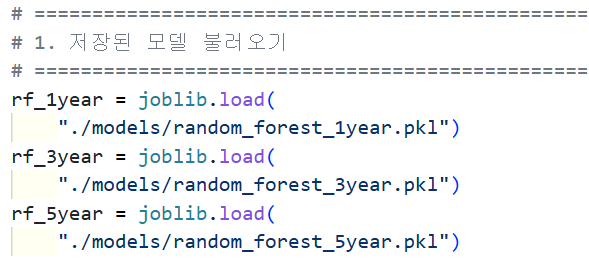 # ==============================================
# 1. 저장된 모델 불러오기
# ==============================================
rf_1year = joblib.load(
    "./models/random_forest_1year.pkl")
rf_3year = joblib.load(
    "./models/random_forest_3year.pkl")
rf_5year = joblib.load(
    "./models/random_forest_5year.pkl")